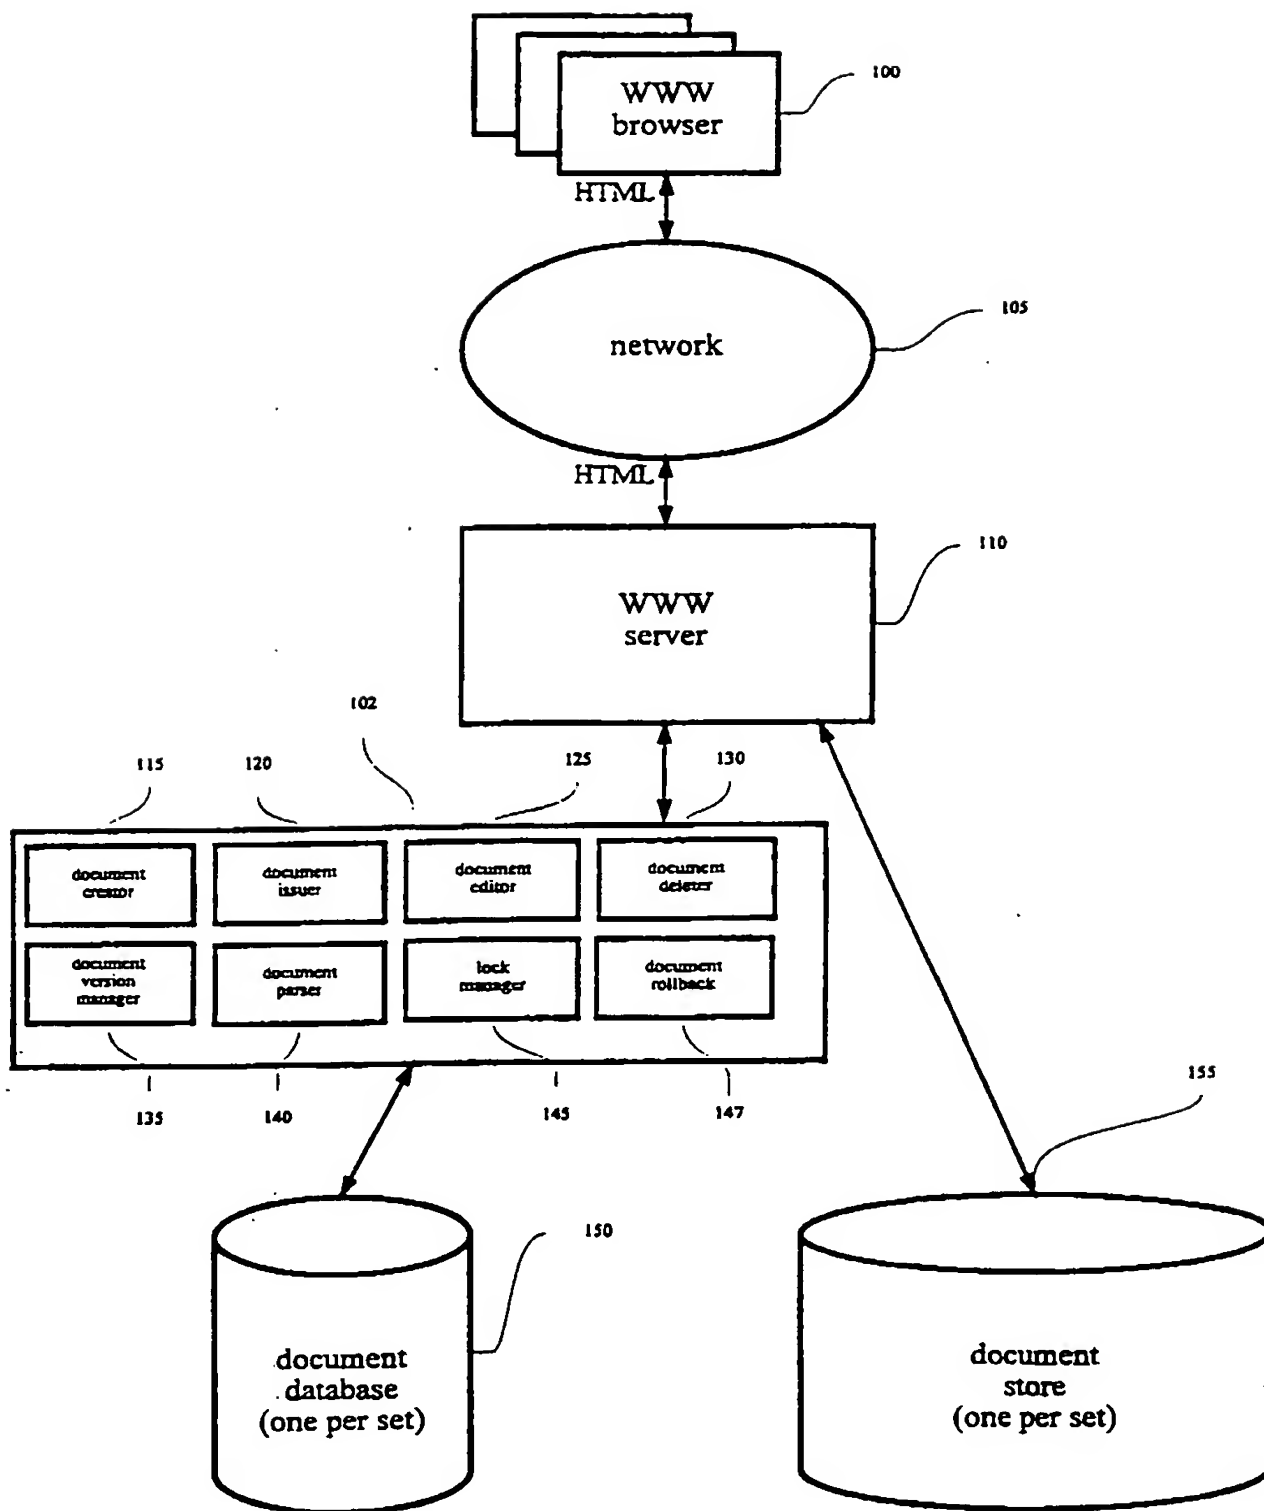 WWW
browser
100
HTML
network
105
HTML
WWW
server
110
102
115
120
125
130
document
creator
document
issuer
document
editor
document
deleter
document
version
manager
document
parser
lock
manager
document
rollback
135
140
145
147
155
150
document
database
(one per set)
document
store
(one per set)